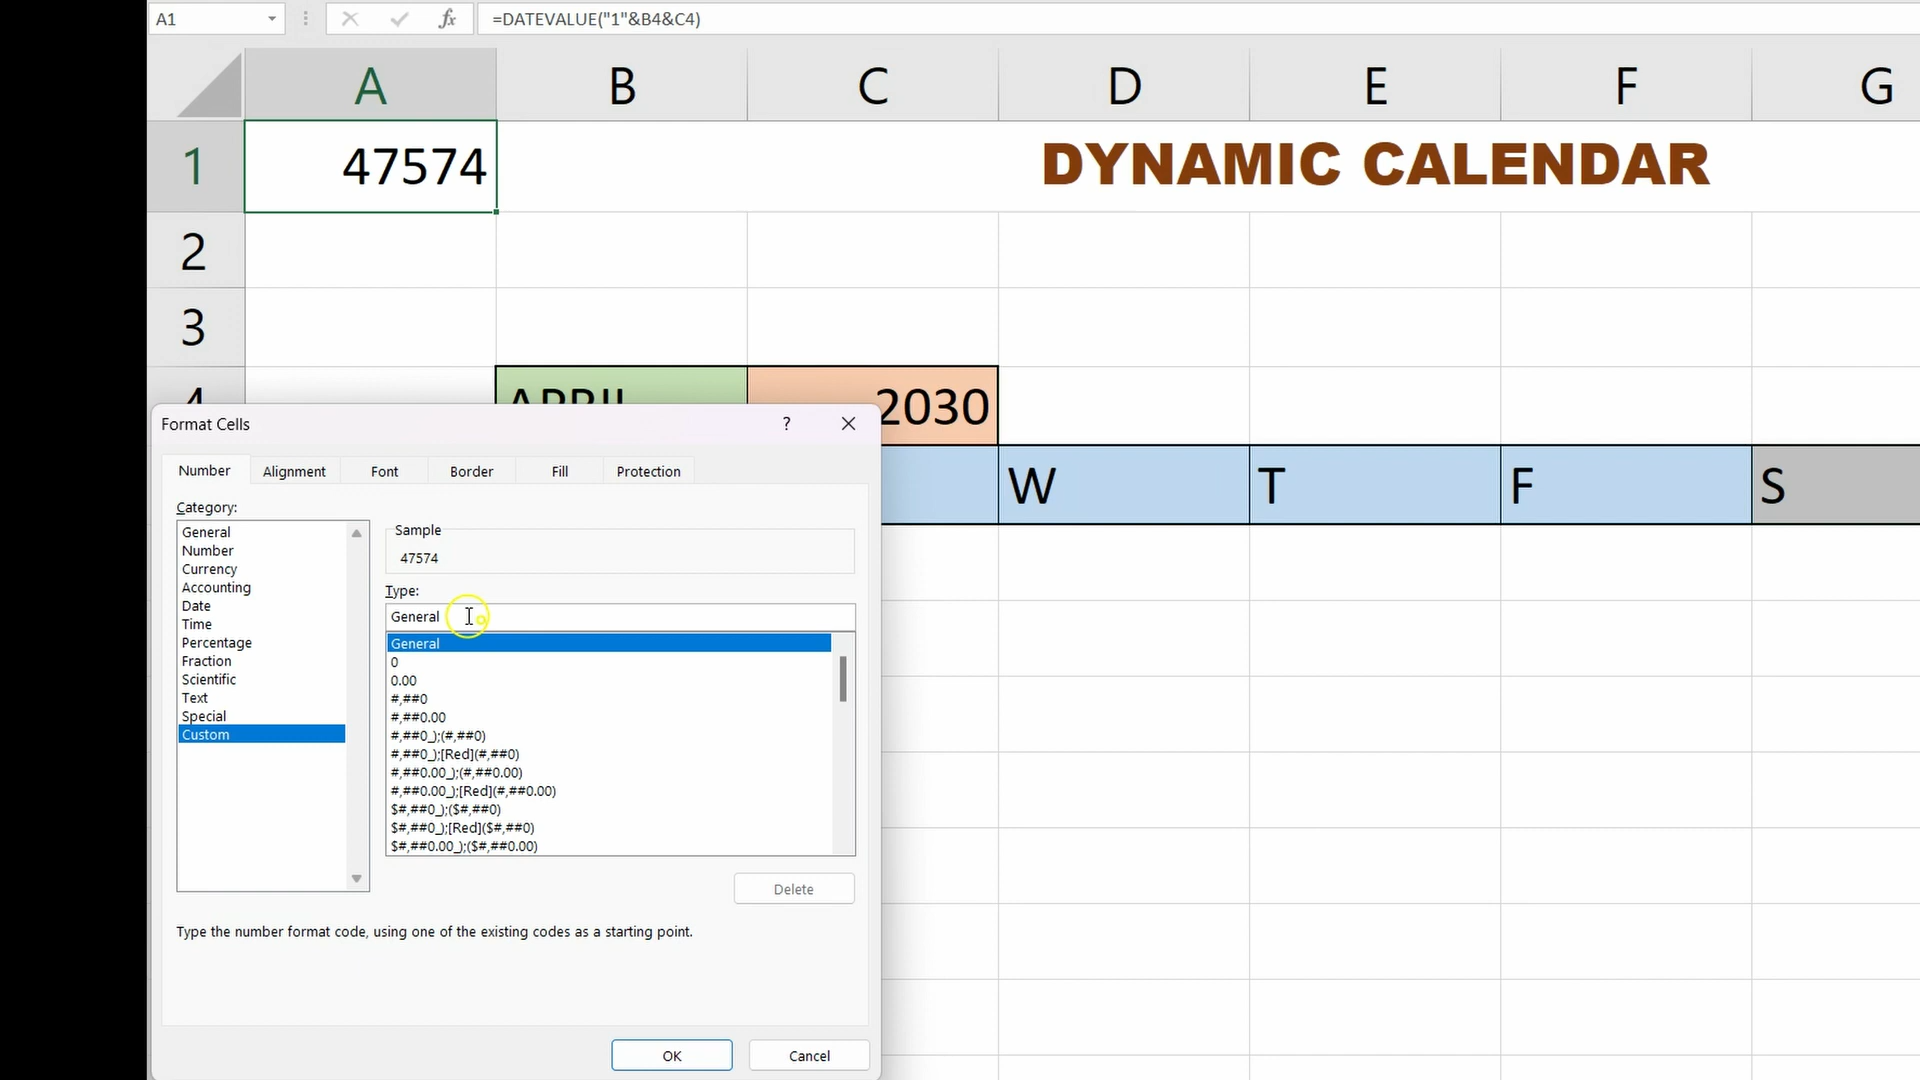 A1
fx
=DATEVALUE("1"&B4&C4)
A B C D E F G
1 47574 DYNAMIC CALENDAR
2
3
4 APRIL 2030
W T F S
Format Cells
?
Number Alignment Font Border Fill Protection
Category:
General
Number
Currency
Accounting
Date
Time
Percentage
Fraction
Scientific
Text
Special
Custom
Sample
47574
Type:
General
General
0
0.00
#,##0
#,##0.00
#,##0_);(#,##0)
#,##0_);[Red](#,##0)
#,##0.00_);(#,##0.00)
#,##0.00_);[Red](#,##0.00)
$#,##0_);($#,##0)
$#,##0_);[Red]($#,##0)
$#,##0.00_);($#,##0.00)
Delete
Type the number format code, using one of the existing codes as a starting point.
OK Cancel